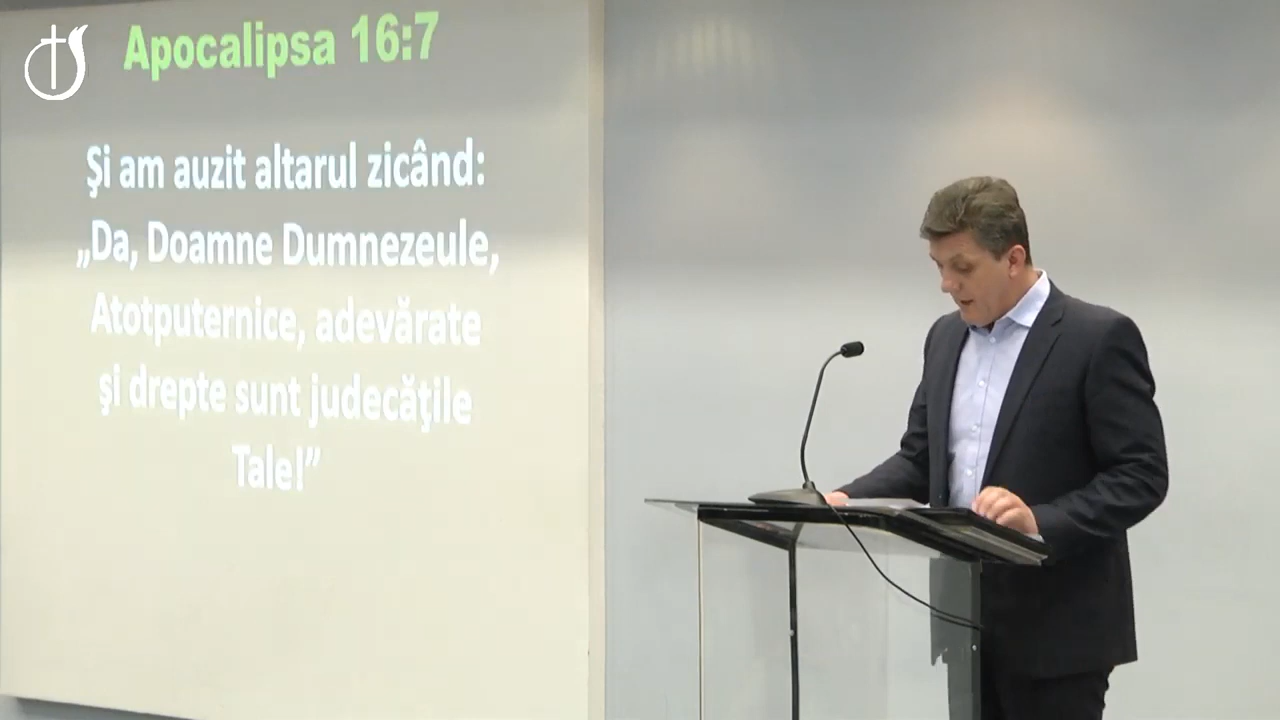 Apocalipsa 16:7
Şi am auzit altarul zicând:
„Da, Doamne Dumnezeule,
Atotputernice, adevărate
şi drepte sunt judecăţile
Tale!”